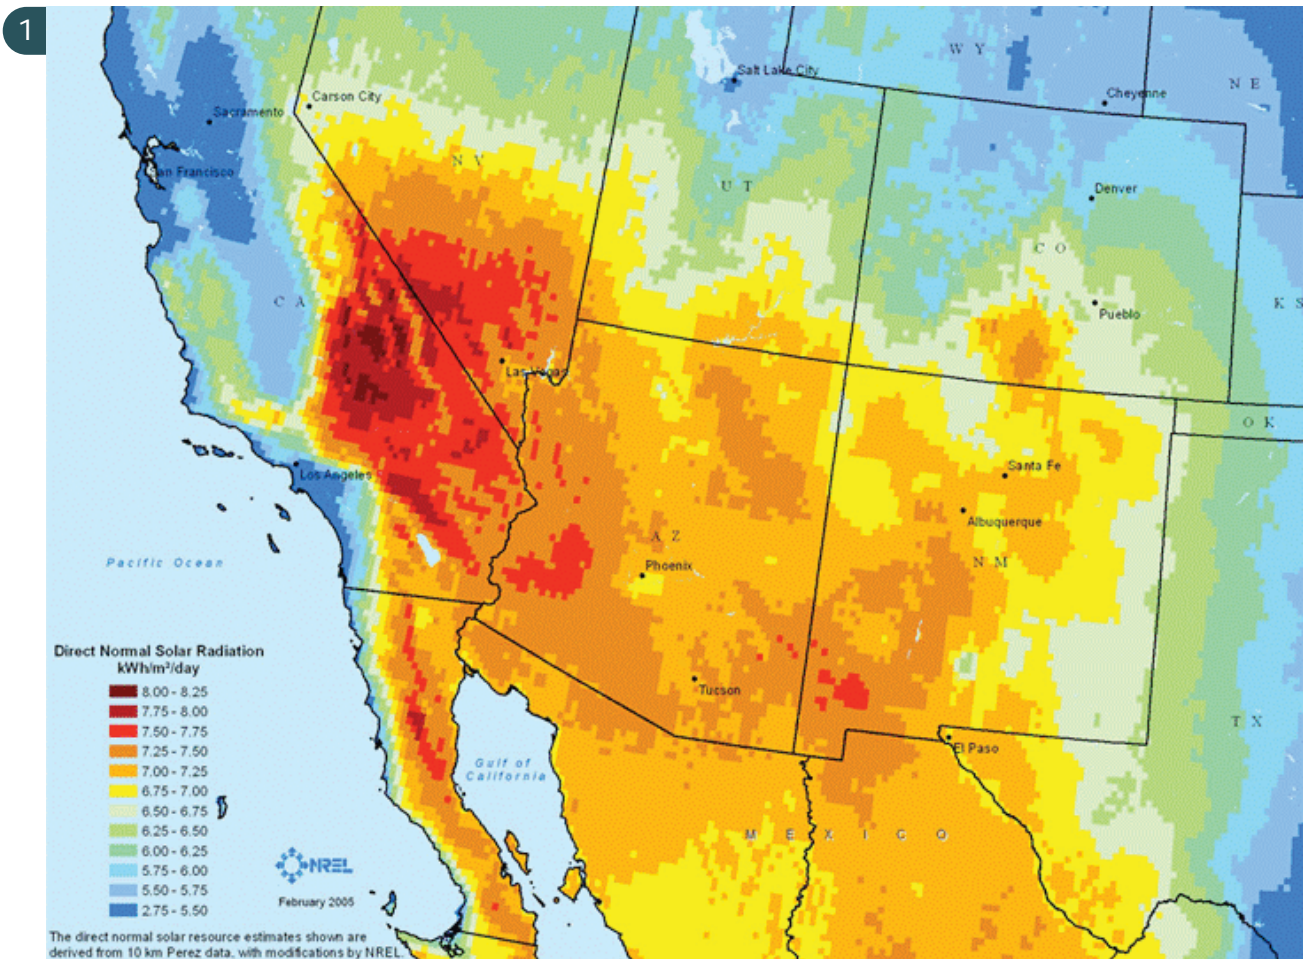 1
W Y
N E
Salt Lake City
Cheyenne
Carson City
Sacramento
N V
San Francisco
U T
Denver
C O
C A
K S
Pueblo
Las Vegas
O K
Santa Fe
Los Angeles
Albuquerque
A Z
N M
Pacific Ocean
Phoenix
Direct Normal Solar Radiation
kWh/m²/day
8.00 - 8.25
7.75 - 8.00
7.50 - 7.75
7.25 - 7.50
7.00 - 7.25
6.75 - 7.00
6.50 - 6.75
6.25 - 6.50
6.00 - 6.25
5.75 - 6.00
5.50 - 5.75
2.75 - 5.50
Tucson
T X
El Paso
Gulf of
California
M E X I C O
NREL
February 2005
The direct normal solar resource estimates shown are
derived from 10 km Perez data, with modifications by NREL.